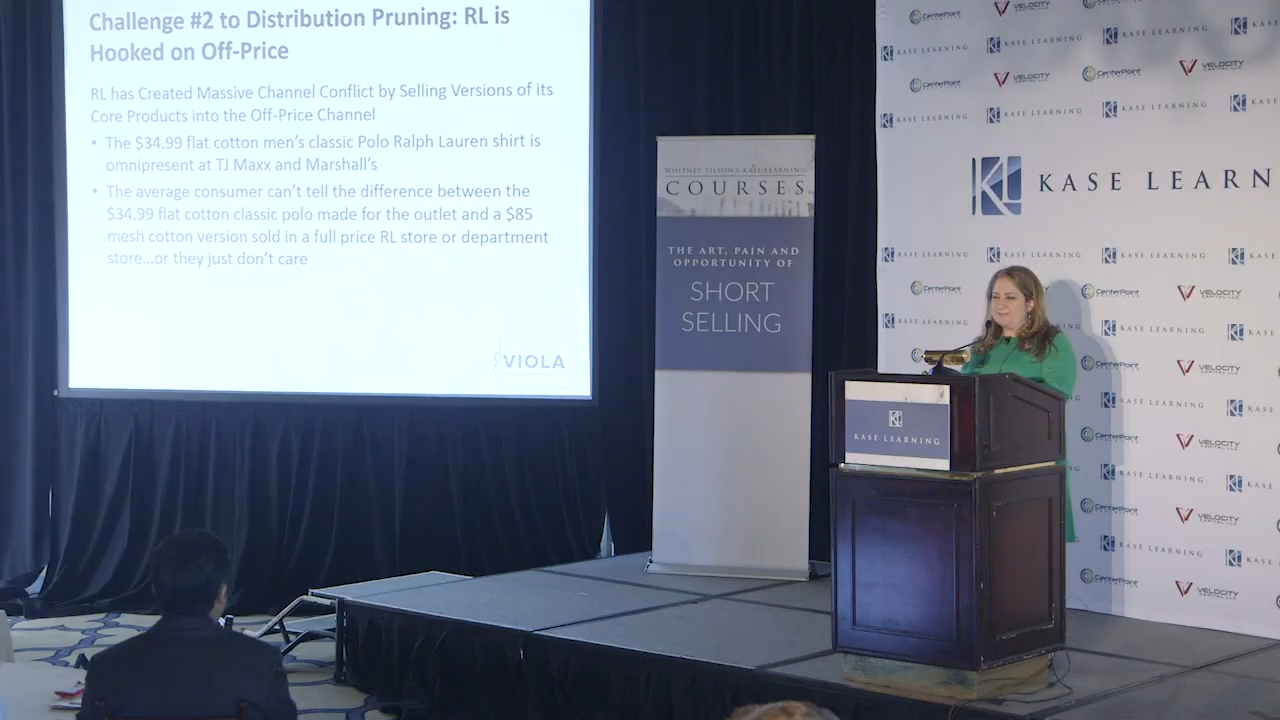 Challenge #2 to Distribution Pruning: RL is
Hooked on Off-Price
RL has Created Massive Channel Conflict by Selling Versions of its
Core Products into the Off-Price Channel
• The $34.99 flat cotton men's classic Polo Ralph Lauren shirt is
omnipresent at TJ Maxx and Marshall's
• The average consumer can't tell the difference between the
$34.99 flat cotton classic polo made for the outlet and a $85
mesh cotton version sold in a full price RL store or department
store...or they just don't care
VIOLA
WHITNEY TILSON'S KASE LEARNING
COURSES
THE ART, PAIN AND
OPPORTUNITY OF
SHORT
SELLING
KASE LEARN
KASE LEARNING
CenterPoint
VELOCITY
KASE LEARNING